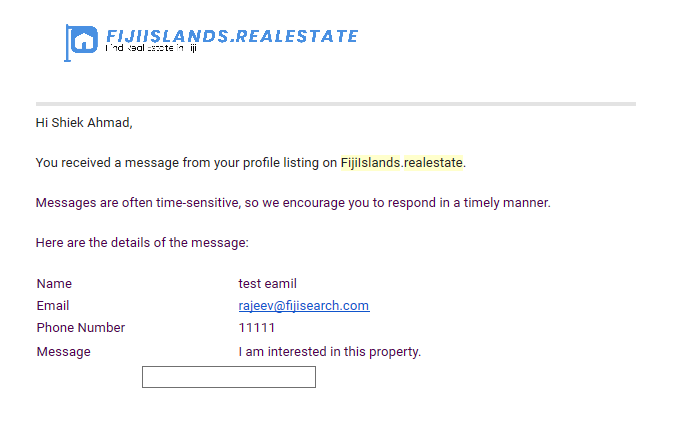 FIJIISLANDS.REALESTATE
Find Real Estate in Fiji
Hi Shiek Ahmad,
You received a message from your profile listing on FijiIslands.realestate.
Messages are often time-sensitive, so we encourage you to respond in a timely manner.
Here are the details of the message:
Name test eamil
Email rajeev@fijisearch.com
Phone Number 11111
Message I am interested in this property.